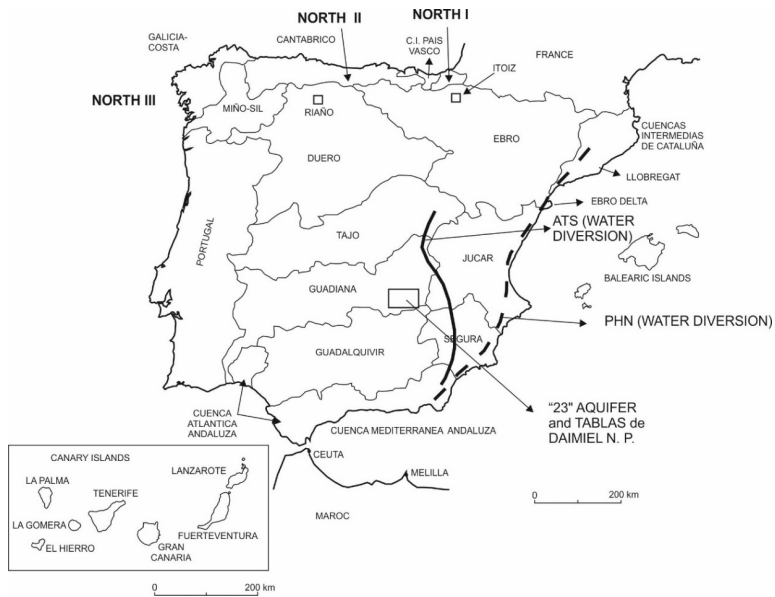 NORTH II
NORTH I
GALICIA-
COSTA
CANTABRICO
C.I. PAIS
VASCO
FRANCE
ITOIZ
NORTH III
MIÑO-SIL
RIAÑO
EBRO
CUENCAS
INTERMEDIAS
DE CATALUÑA
DUERO
LLOBREGAT
EBRO DELTA
ATS (WATER
DIVERSION)
TAJO
JUCAR
PORTUGAL
BALEARIC ISLANDS
GUADIANA
PHN (WATER DIVERSION)
SEGURA
GUADALQUIVIR
"23" AQUIFER
and TABLAS de
DAIMIEL N. P.
CUENCA
ATLANTICA
ANDALUZA
CUENCA MEDITERRANEA ANDALUZA
CEUTA
MELILLA
MAROC
0 200 km
CANARY ISLANDS
LANZAROTE
LA PALMA
TENERIFE
LA GOMERA
FUERTEVENTURA
EL HIERRO
GRAN
CANARIA
0 200 km